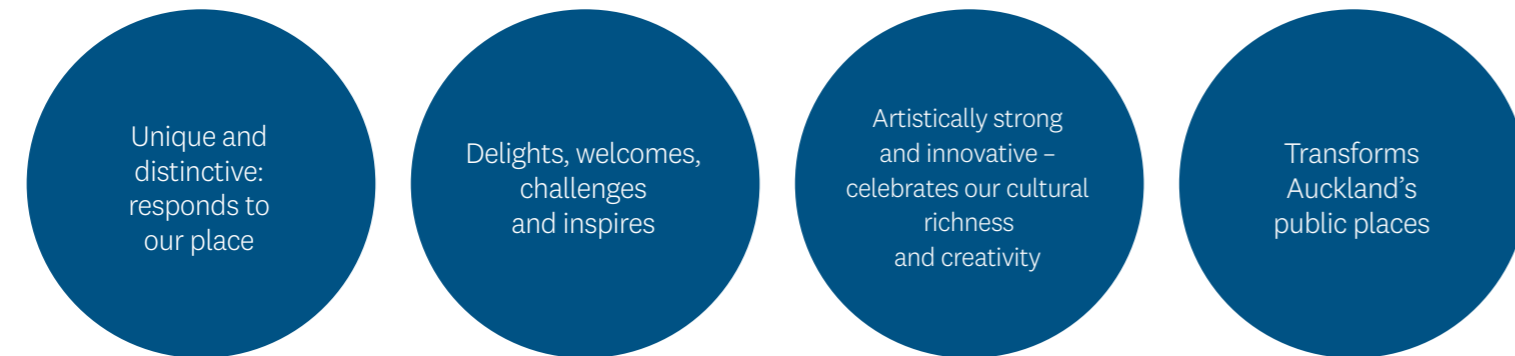 Unique and
distinctive:
responds to
our place
Delights, welcomes,
challenges
and inspires
Artistically strong
and innovative –
celebrates our cultural
richness
and creativity
Transforms
Auckland’s
public places